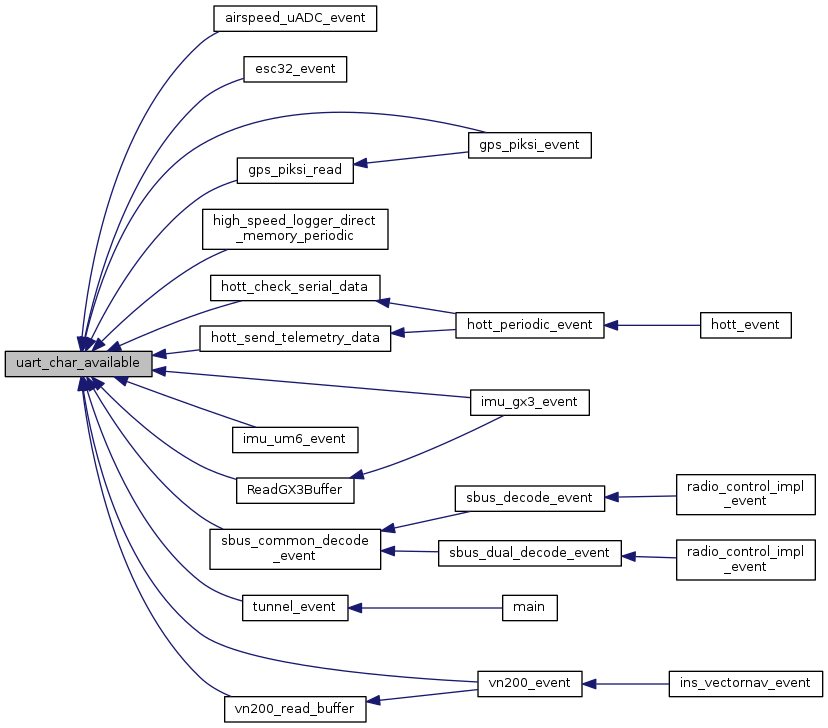 airspeed_uADC_event
esc32_event
gps_piksi_event
gps_piksi_read
high_speed_logger_direct
_memory_periodic
hott_check_serial_data
hott_periodic_event
hott_event
hott_send_telemetry_data
uart_char_available
imu_gx3_event
imu_um6_event
ReadGX3Buffer
sbus_decode_event
radio_control_impl
_event
sbus_common_decode
_event
sbus_dual_decode_event
radio_control_impl
_event
tunnel_event
main
vn200_event
ins_vectornav_event
vn200_read_buffer